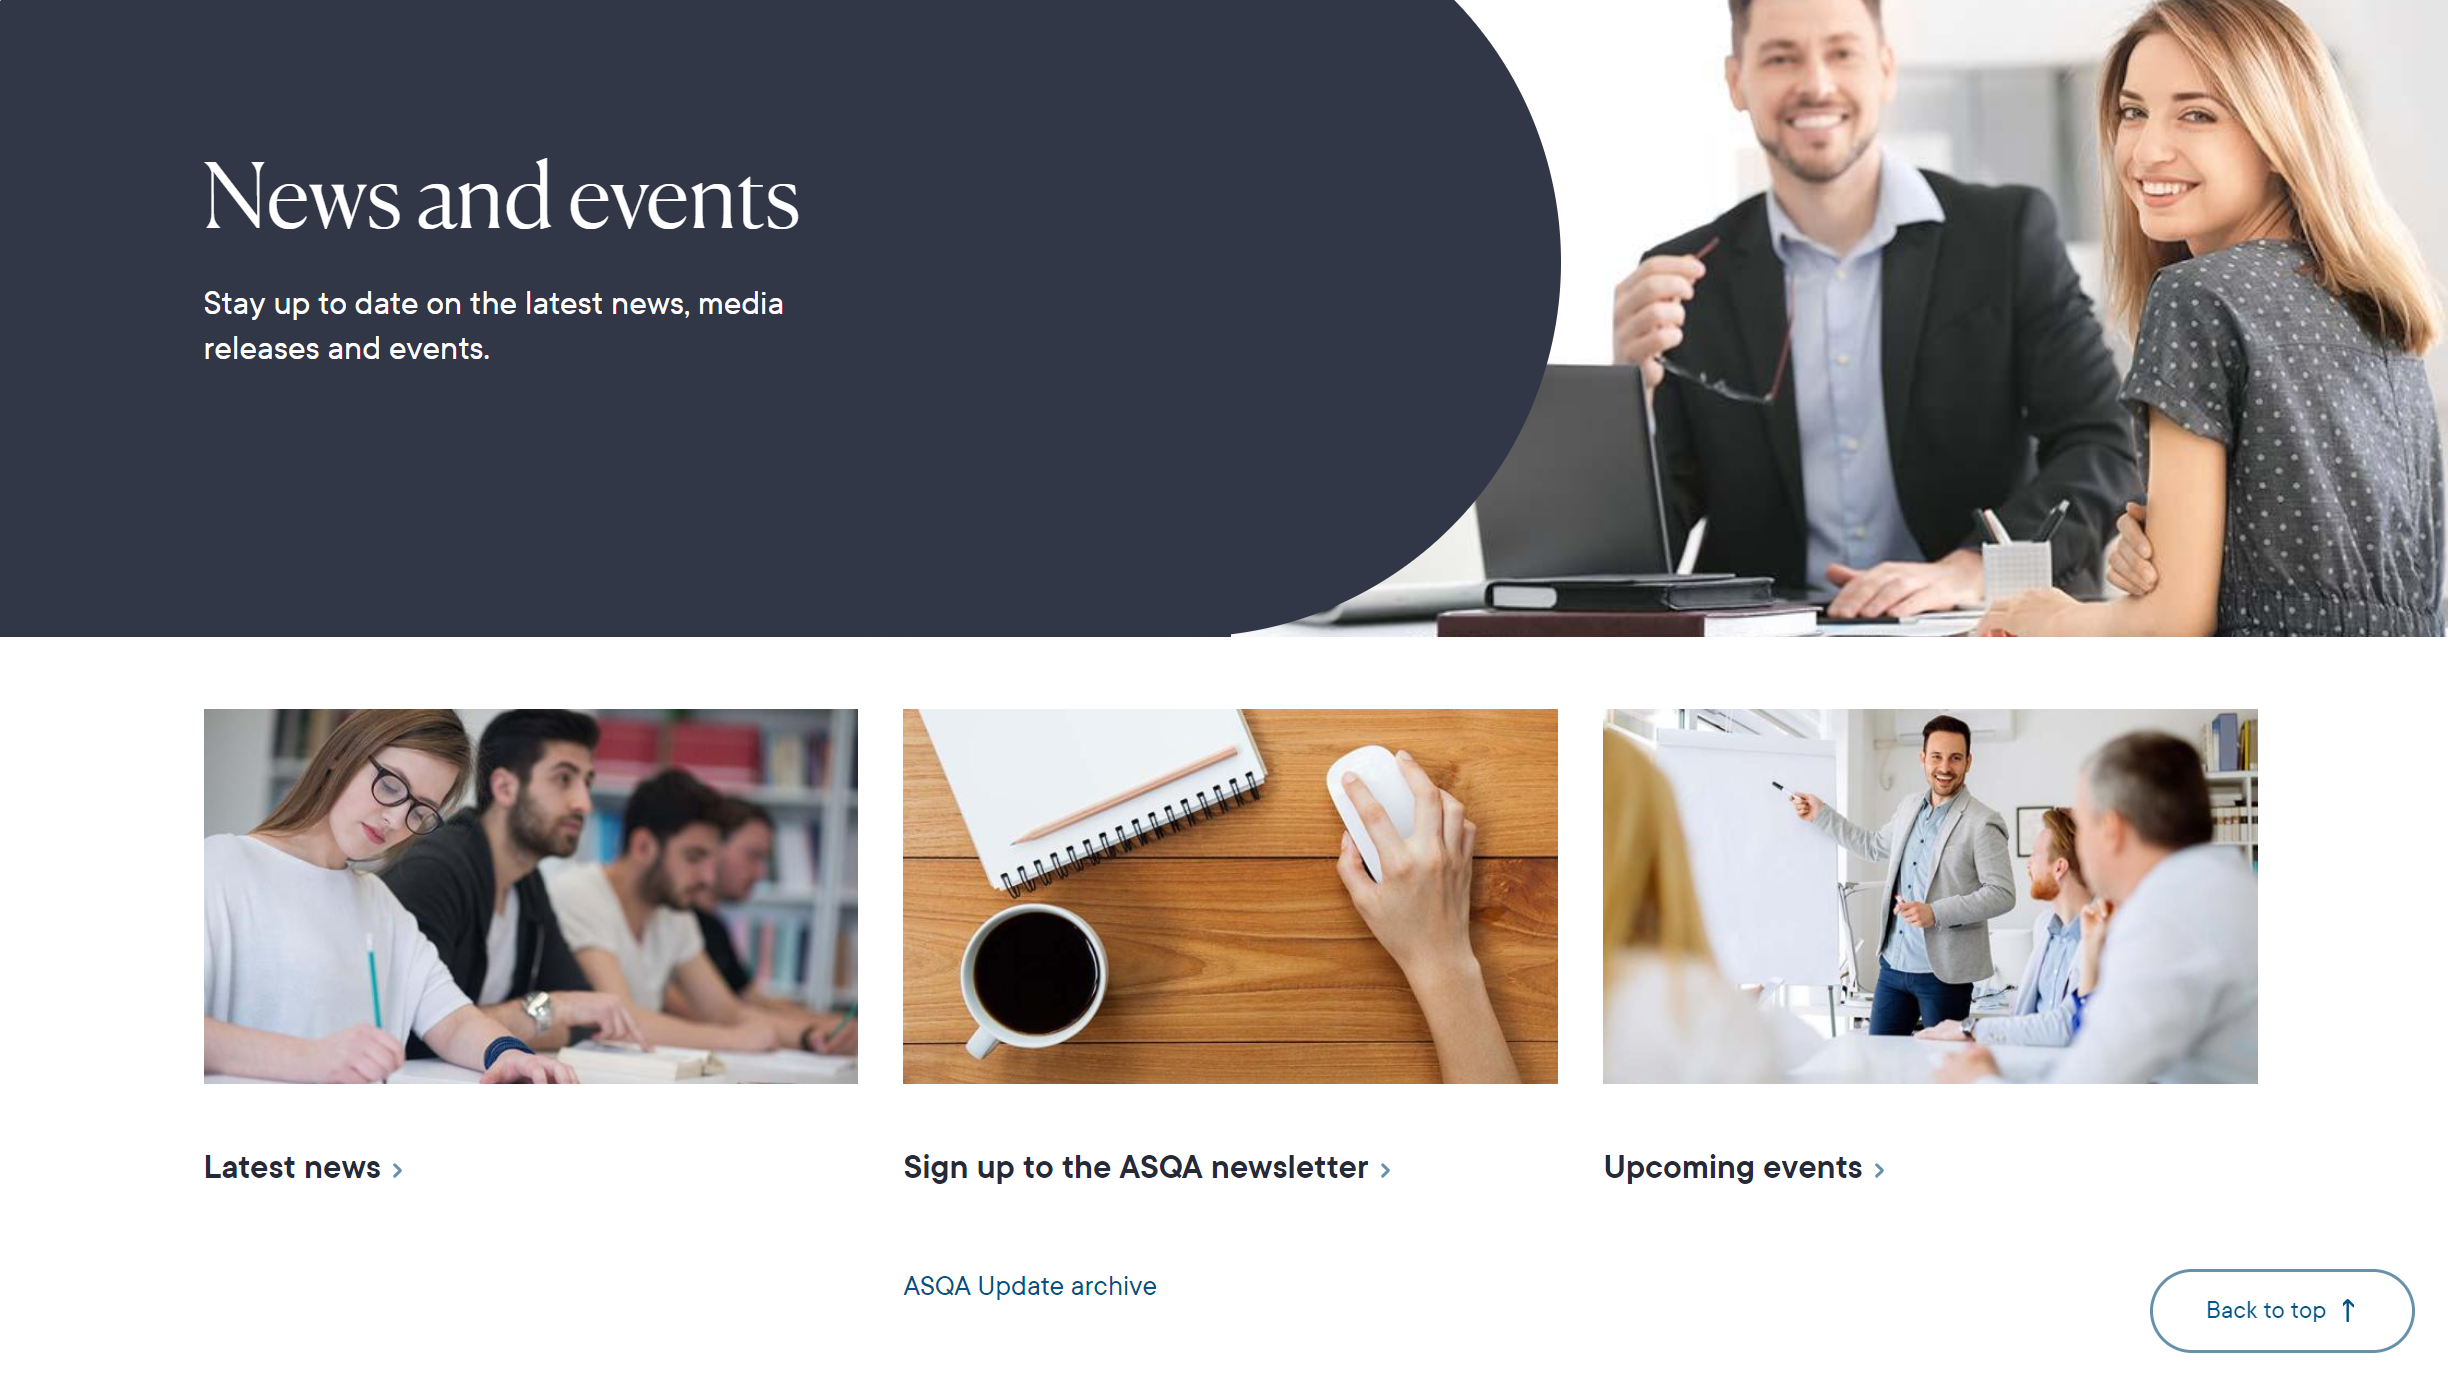 News and events
Stay up to date on the latest news, media
releases and events.
Latest news
Sign up to the ASQA newsletter
Upcoming events
ASQA Update archive
Back to top ↑